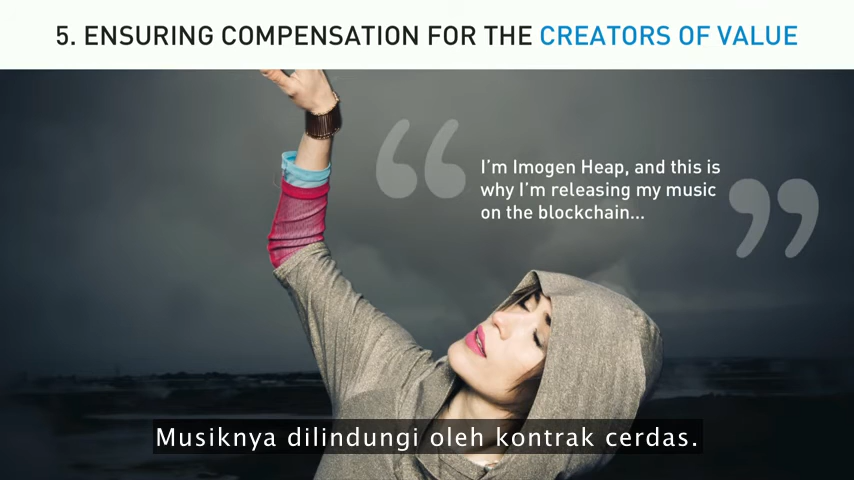 5. ENSURING COMPENSATION FOR THE CREATORS OF VALUE
“I’m Imogen Heap, and this is
why I’m releasing my music
on the blockchain...”
Musiknya dilindungi oleh kontrak cerdas.